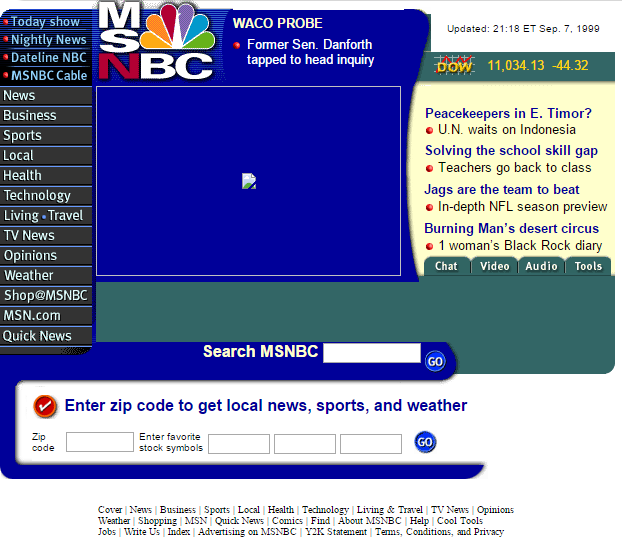 Today show
Nightly News
Dateline NBC
MSNBC Cable
News
Business
Sports
Local
Health
Technology
Living • Travel
TV News
Opinions
Weather
Shop@MSNBC
MSN.com
Quick News
MSNBC
WACO PROBE
Former Sen. Danforth
tapped to head inquiry
Updated: 21:18 ET Sep. 7, 1999
DOW 11,034.13 -44.32
Peacekeepers in E. Timor?
U.N. waits on Indonesia
Solving the school skill gap
Teachers go back to class
Jags are the team to beat
In-depth NFL season preview
Burning Man's desert circus
1 woman's Black Rock diary
Chat Video Audio Tools
Search MSNBC GO
Enter zip code to get local news, sports, and weather
Zip
code
Enter favorite
stock symbols
GO
Cover | News | Business | Sports | Local | Health | Technology | Living & Travel | TV News | Opinions
Weather | Shopping | MSN | Quick News | Comics | Find | About MSNBC | Help | Cool Tools
Jobs | Write Us | Index | Advertising on MSNBC | Y2K Statement | Terms, Conditions, and Privacy